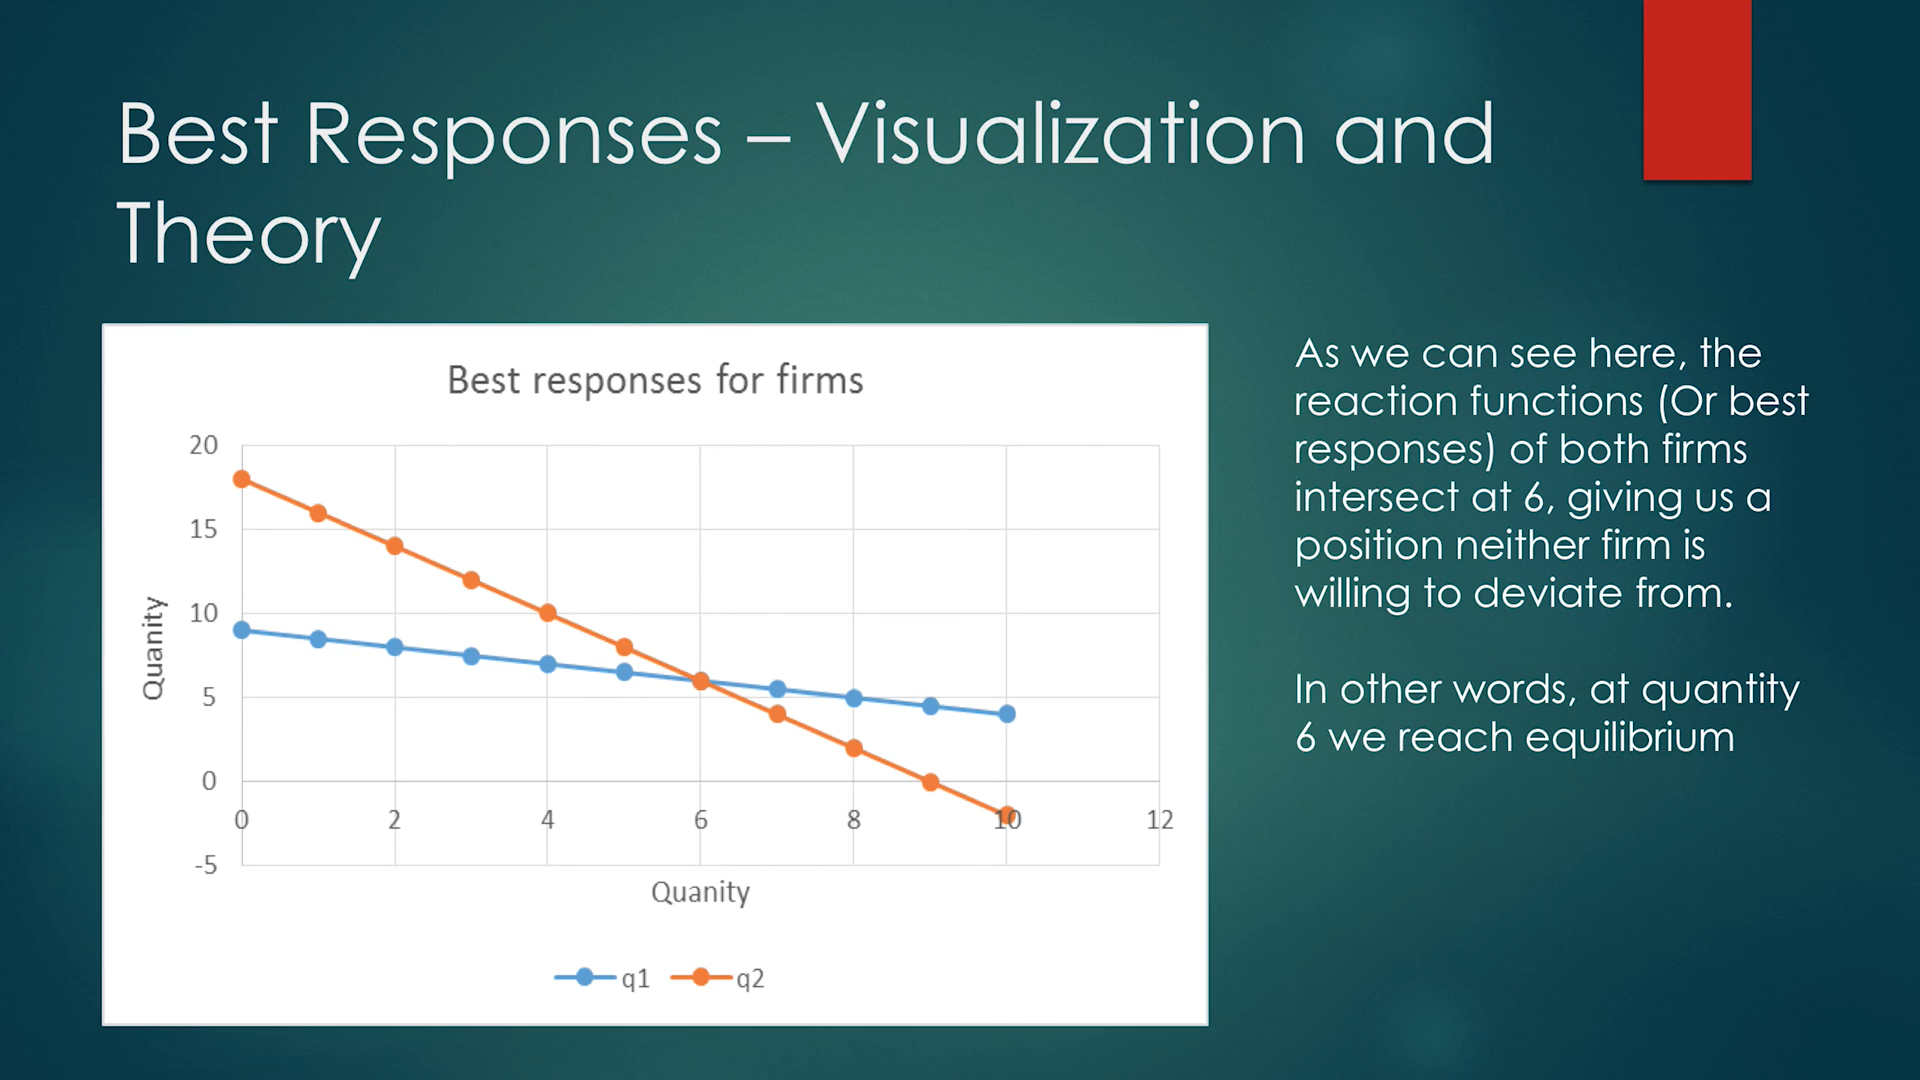 Best Responses – Visualization and
Theory
Best responses for firms
20
15
10
5
0
-5
Quanity
0 2 4 6 8 10 12
Quanity
q1 q2
As we can see here, the
reaction functions (Or best
responses) of both firms
intersect at 6, giving us a
position neither firm is
willing to deviate from.
In other words, at quantity
6 we reach equilibrium